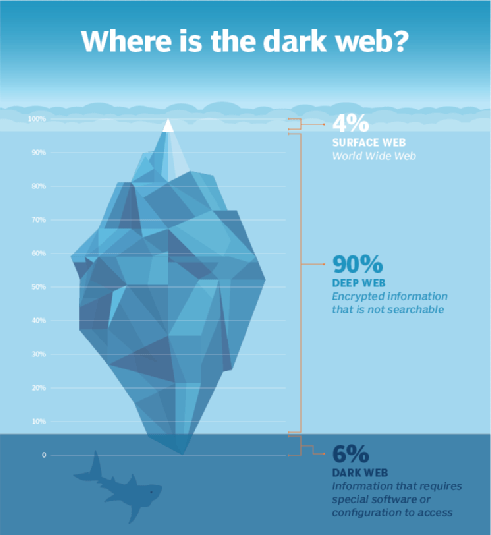 Where is the dark web?
100%
90%
80%
70%
60%
50%
40%
30%
20%
10%
0
4%
SURFACE WEB
World Wide Web
90%
DEEP WEB
Encrypted information
that is not searchable
6%
DARK WEB
Information that requires
special software or
configuration to access